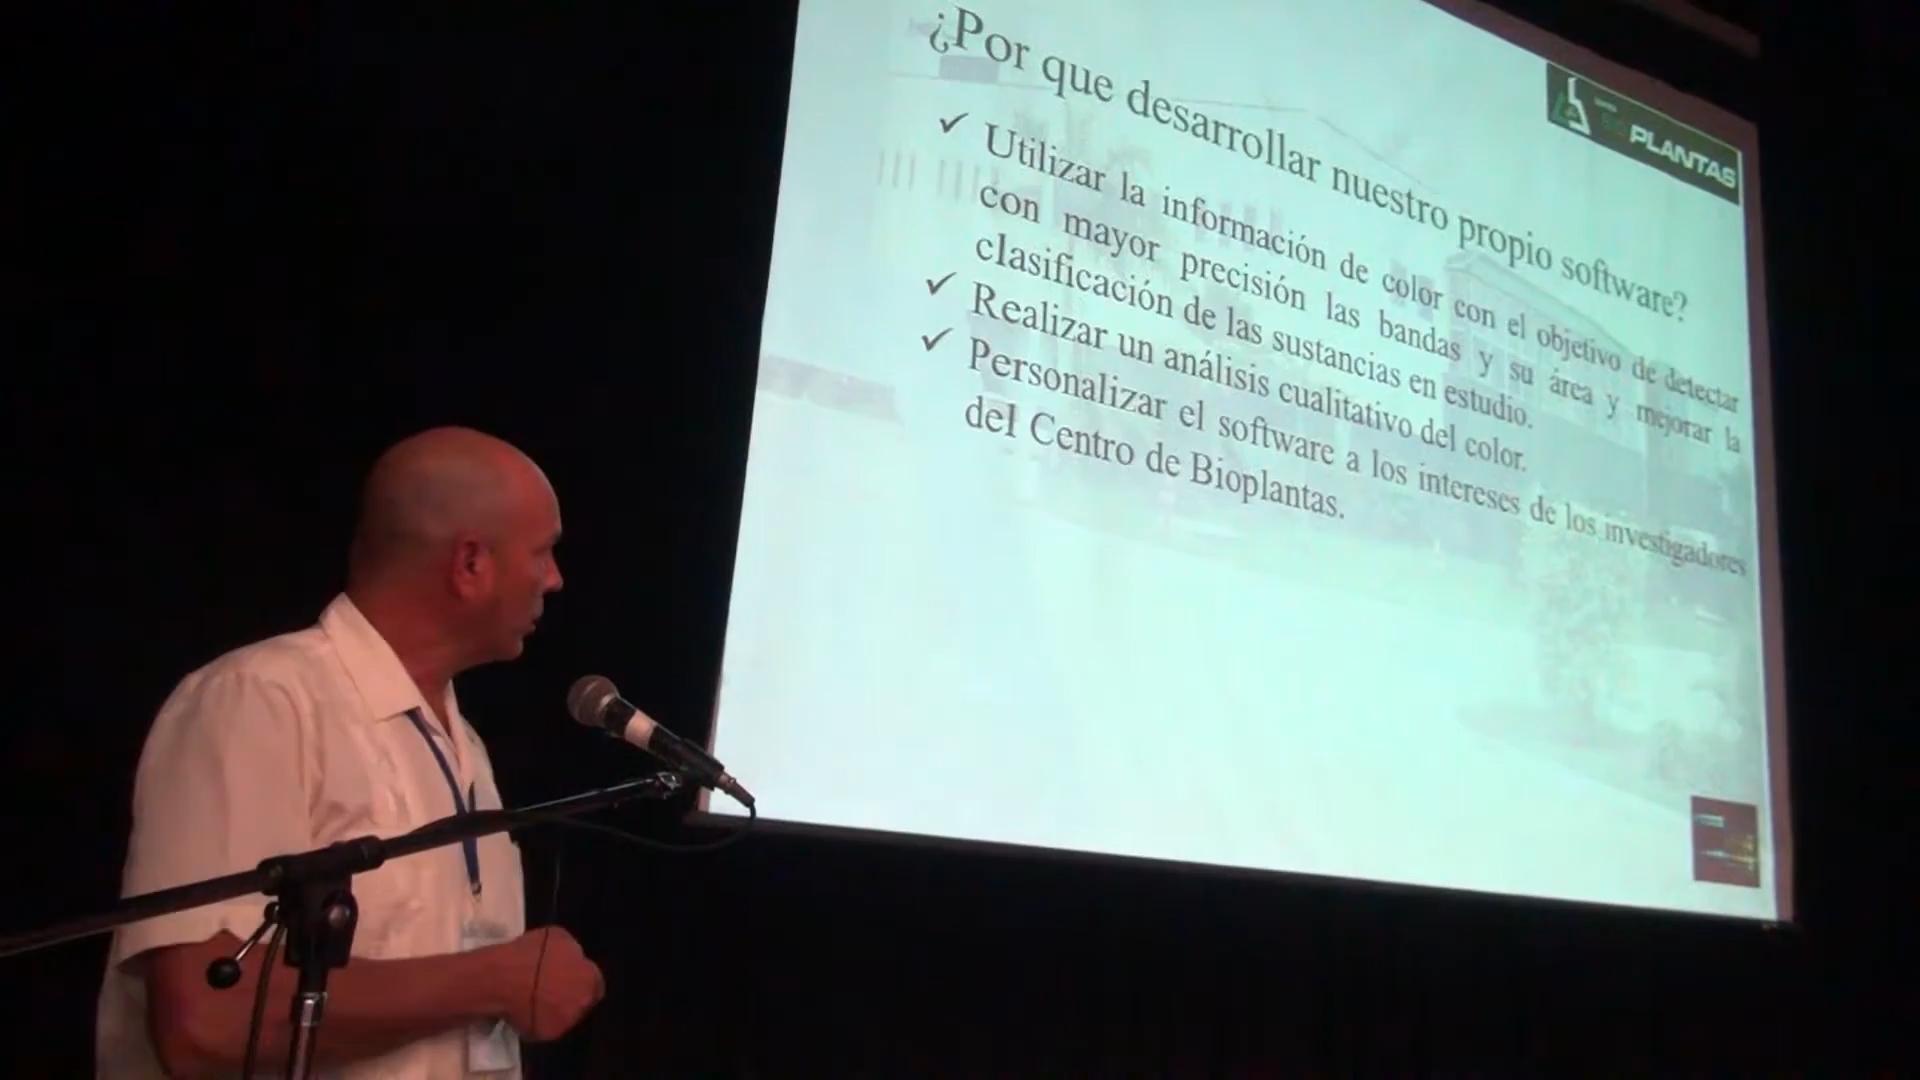 ¿Por que desarrollar nuestro propio software?
PLANTAS
✓ Utilizar la información de color con el objetivo de detectar
con mayor precisión las bandas y su área y mejorar la
clasificación de las sustancias en estudio.
✓ Realizar un análisis cualitativo del color.
✓ Personalizar el software a los intereses de los investigadores
del Centro de Bioplantas.